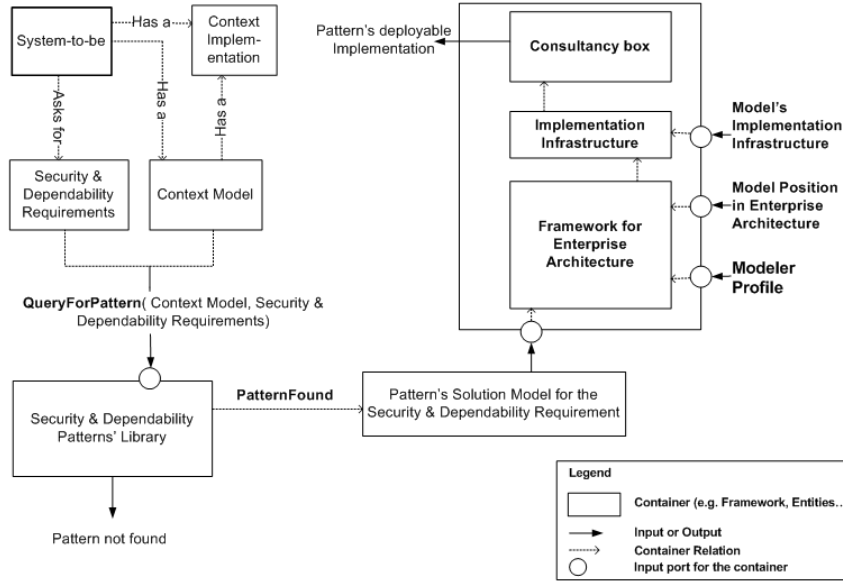 System-to-be
Has a
Context
Implem-
entation
Asks for
Has a
Has a
Security &
Dependability
Requirements
Context Model
QueryForPattern( Context Model, Security &
Dependability Requirements)
Security & Dependability
Patterns' Library
PatternFound
Pattern's Solution Model for the
Security & Dependability Requirement
Pattern not found
Pattern's deployable
Implementation
Consultancy box
Implementation
Infrastructure
Model's
Implementation
Infrastructure
Framework for
Enterprise
Architecture
Model Position
in Enterprise
Architecture
Modeler
Profile
Legend
Container (e.g. Framework, Entities...
Input or Output
Container Relation
Input port for the container